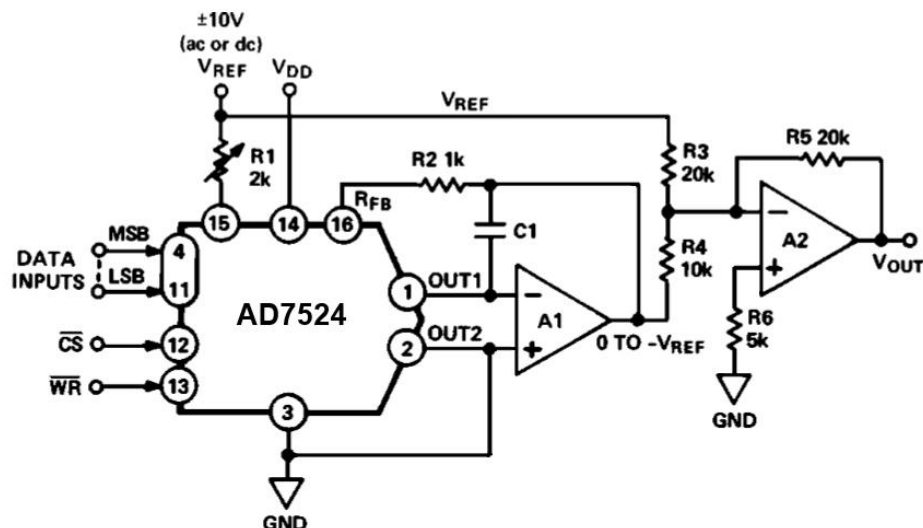 ±10V
(ac or dc)
VREF
VDD
VREF
R1
2k
R2 1k
RFB
C1
R3
20k
R5 20k
R4
10k
A2
VOUT
R6
5k
GND
15
14
16
MSB
4
DATA
INPUTS
LSB
11
AD7524
1
OUT1
2
OUT2
A1
0 TO -VREF
C̅S̅
12
W̅R̅
13
3
GND
−
+
−
+